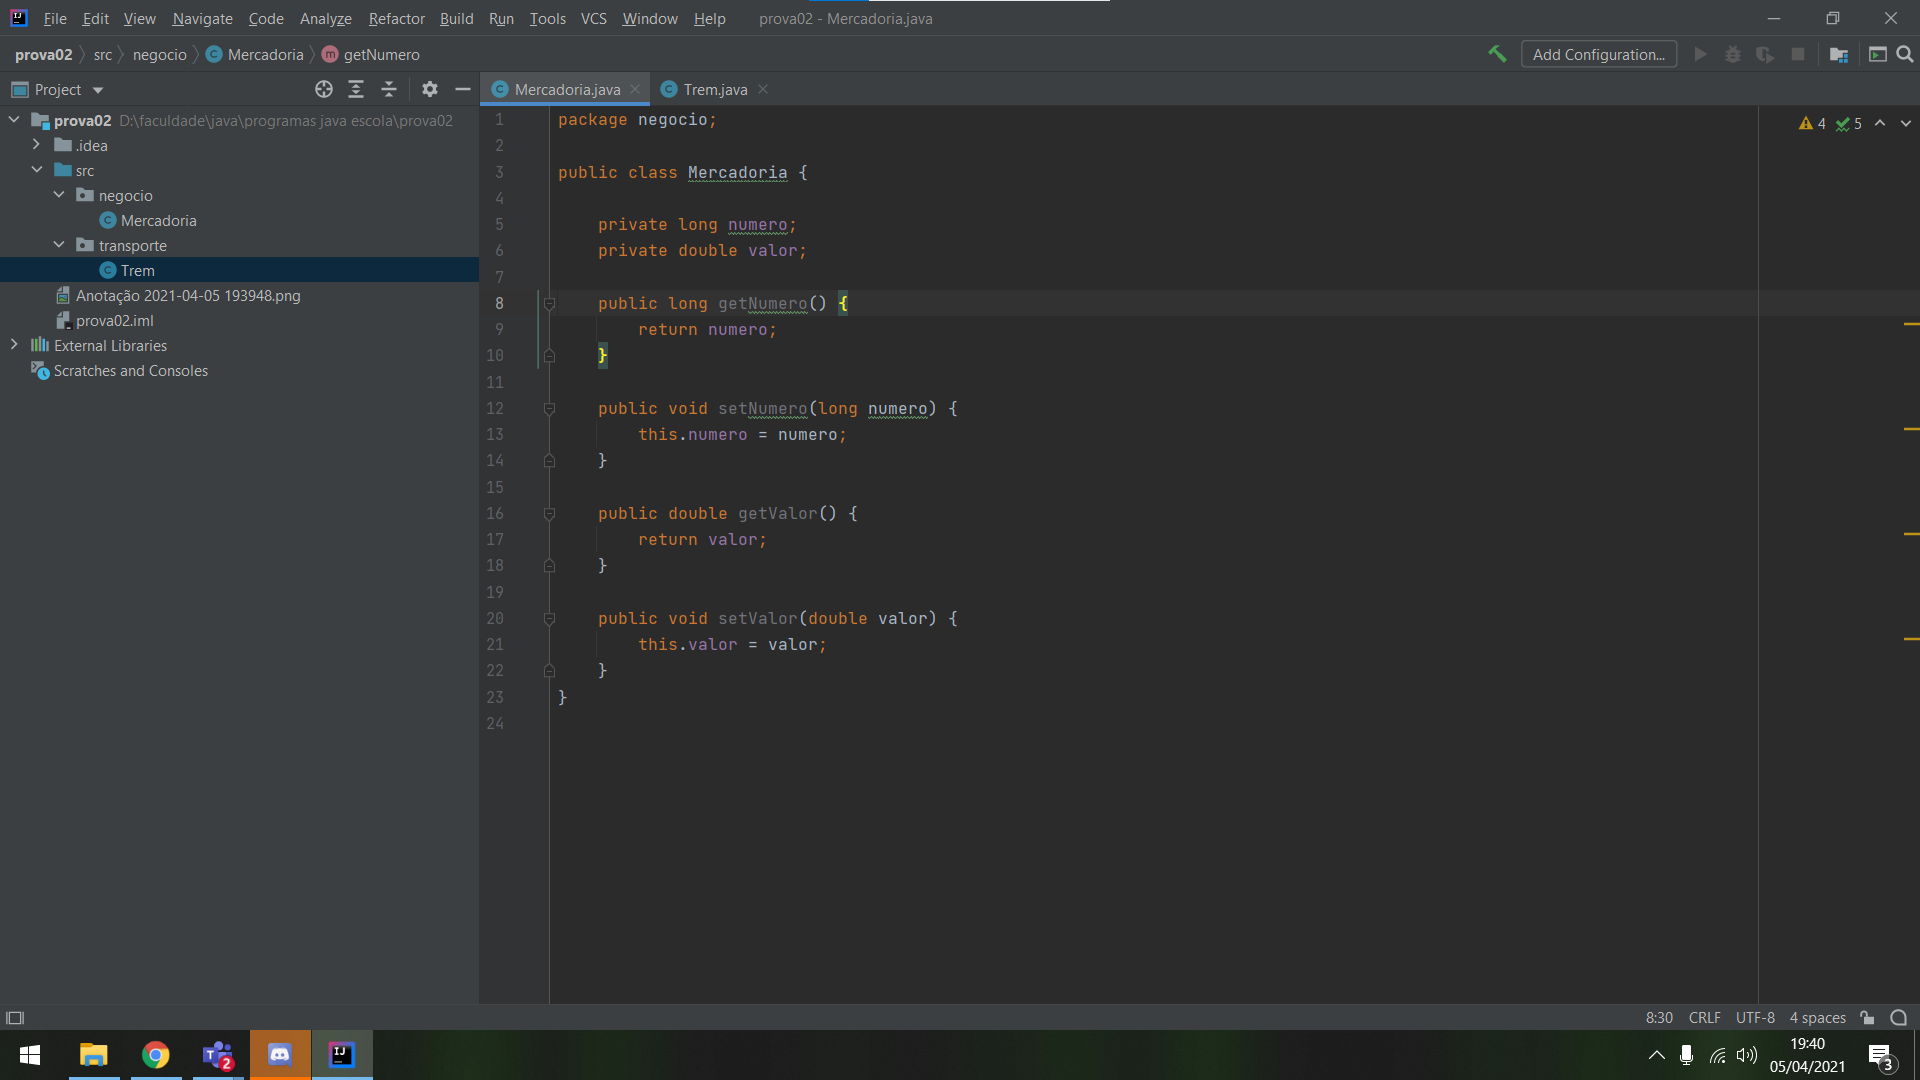 File Edit View Navigate Code Analyze Refactor Build Run Tools VCS Window Help prova02 - Mercadoria.java
prova02 src negocio Mercadoria getNumero Add Configuration...
Project
Mercadoria.java Trem.java
prova02 D:\faculdade\java\programas java escola\prova02
.idea
src
negocio
Mercadoria
transporte
Trem
Anotação 2021-04-05 193948.png
prova02.iml
External Libraries
Scratches and Consoles
4 5
1 package negocio;
2
3 public class Mercadoria {
4
5 private long numero;
6 private double valor;
7
8 public long getNumero() {
9 return numero;
10 }
11
12 public void setNumero(long numero) {
13 this.numero = numero;
14 }
15
16 public double getValor() {
17 return valor;
18 }
19
20 public void setValor(double valor) {
21 this.valor = valor;
22 }
23 }
24
8:30 CRLF UTF-8 4 spaces
2
19:40
05/04/2021
3